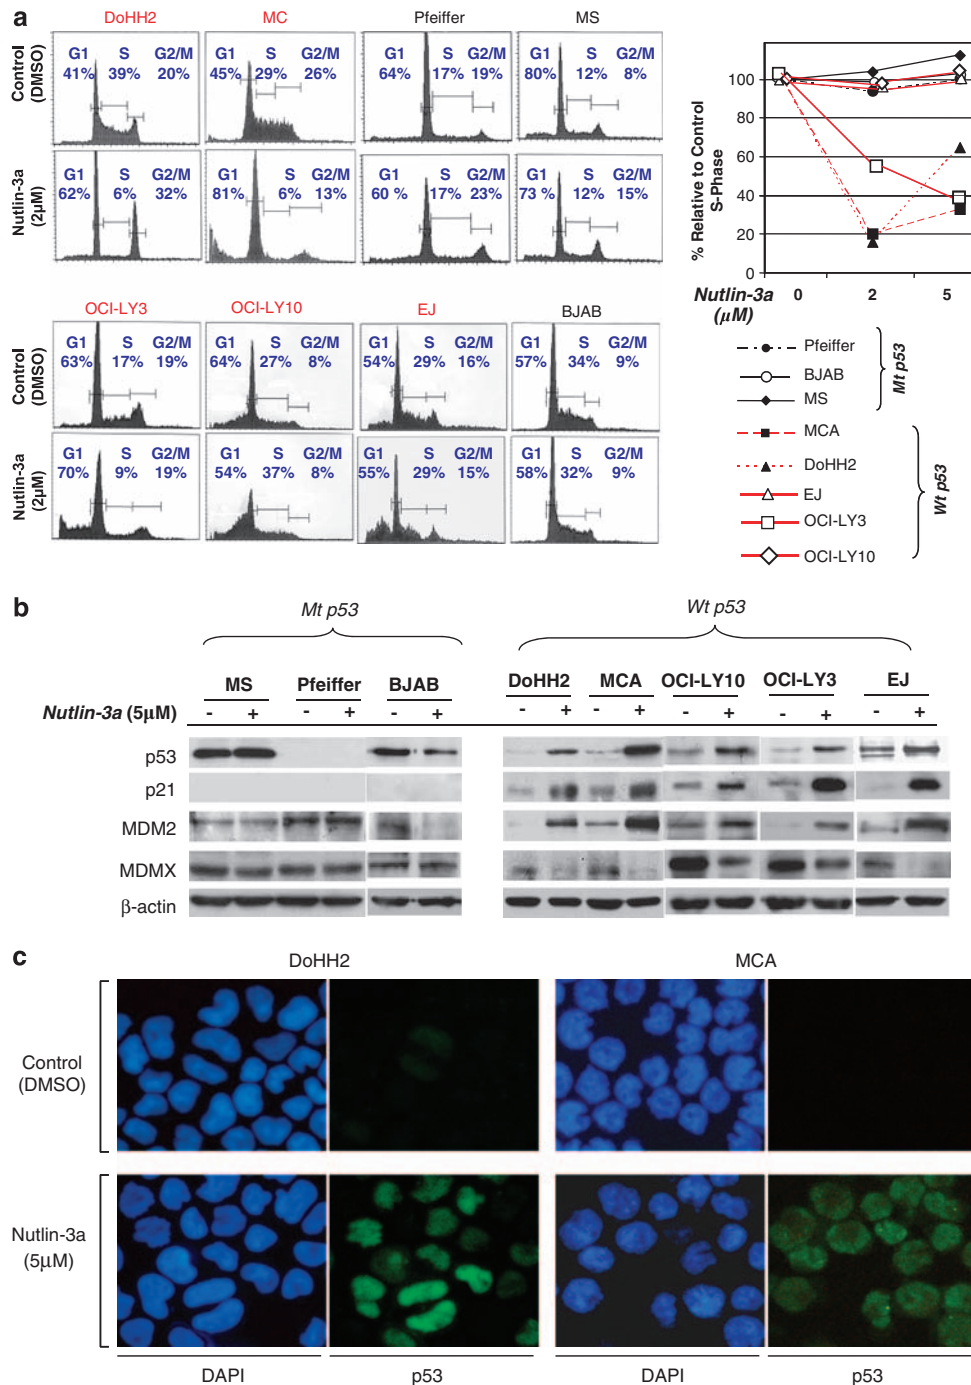 a
DoHH2 MC Pfeiffer MS
Control (DMSO)
G1 S G2/M G1 S G2/M G1 S G2/M G1 S G2/M
41% 39% 20% 45% 29% 26% 64% 17% 19% 80% 12% 8%
Nutlin-3a (2μM)
G1 S G2/M G1 S G2/M G1 S G2/M G1 S G2/M
62% 6% 32% 81% 6% 13% 60 % 17% 23% 73 % 12% 15%
OCI-LY3 OCI-LY10 EJ BJAB
Control (DMSO)
G1 S G2/M G1 S G2/M G1 S G2/M G1 S G2/M
63% 17% 19% 64% 27% 8% 54% 29% 16% 57% 34% 9%
Nutlin-3a (2μM)
G1 S G2/M G1 S G2/M G1 S G2/M G1 S G2/M
70% 9% 19% 54% 37% 8% 55% 29% 15% 58% 32% 9%
% Relative to Control
S-Phase
100
80
60
40
20
0
Nutlin-3a 0 2 5
(μM)
Pfeiffer
BJAB
MS
Mt p53
MCA
DoHH2
EJ
OCI-LY3
OCI-LY10
Wt p53
b
Mt p53 Wt p53
MS Pfeiffer BJAB DoHH2 MCA OCI-LY10 OCI-LY3 EJ
Nutlin-3a (5μM) - + - + - + - + - + - + - + - +
p53
p21
MDM2
MDMX
β-actin
c
DoHH2 MCA
Control
(DMSO)
Nutlin-3a
(5μM)
DAPI p53 DAPI p53